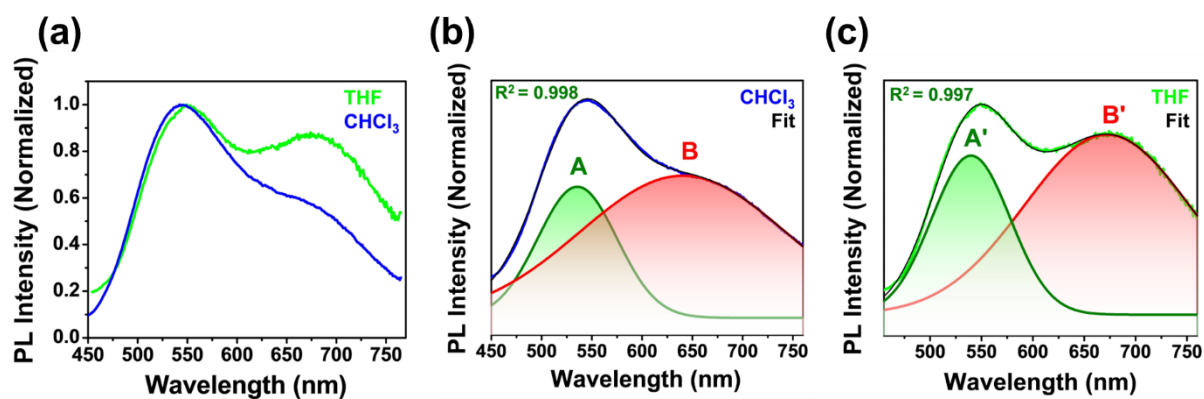 (a)
PL Intensity (Normalized)
1.0
0.8
0.6
0.4
0.2
0.0
THF
CHCl₃
450 500 550 600 650 700 750
Wavelength (nm)
(b)
PL Intensity (Normalized)
R² = 0.998
CHCl₃
Fit
A
B
450 500 550 600 650 700 750
Wavelength (nm)
(c)
PL Intensity (Normalized)
R² = 0.997
THF
Fit
A'
B'
500 550 600 650 700 750
Wavelength (nm)